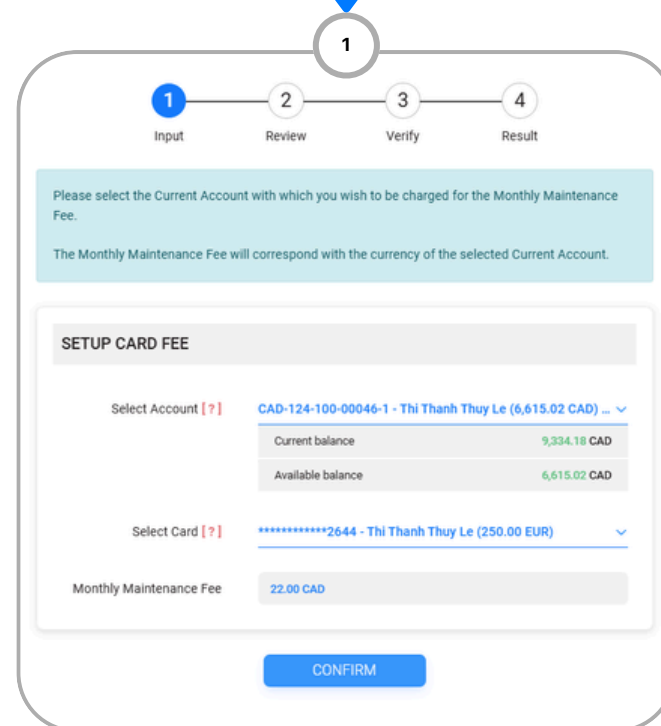 1
1 2 3 4
Input Review Verify Result
Please select the Current Account with which you wish to be charged for the Monthly Maintenance
Fee.
The Monthly Maintenance Fee will correspond with the currency of the selected Current Account.
SETUP CARD FEE
Select Account [ ? ] CAD-124-100-00046-1 - Thi Thanh Thuy Le (6,615.02 CAD) ...
Current balance 9,334.18 CAD
Available balance 6,615.02 CAD
Select Card [ ? ] ************2644 - Thi Thanh Thuy Le (250.00 EUR)
Monthly Maintenance Fee 22.00 CAD
CONFIRM